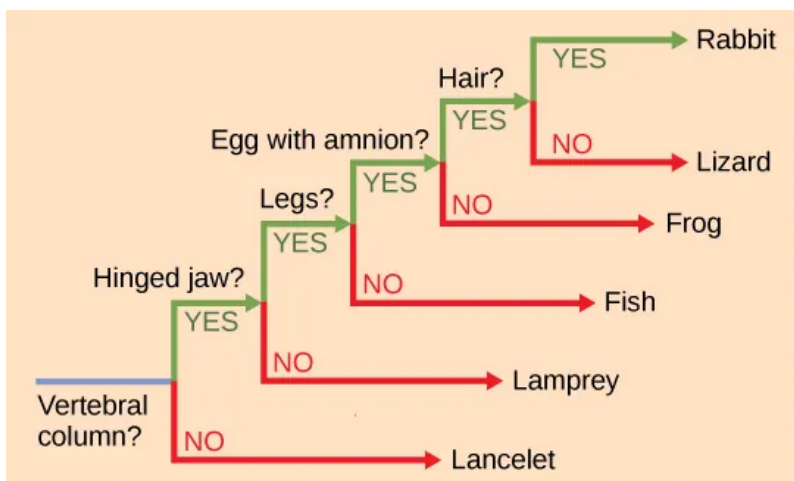 Rabbit
YES
Hair?
YES
NO
Egg with amnion?
Lizard
YES
Legs?
NO
Frog
YES
Hinged jaw?
NO
Fish
YES
NO
Lamprey
Vertebral
column?
NO
Lancelet